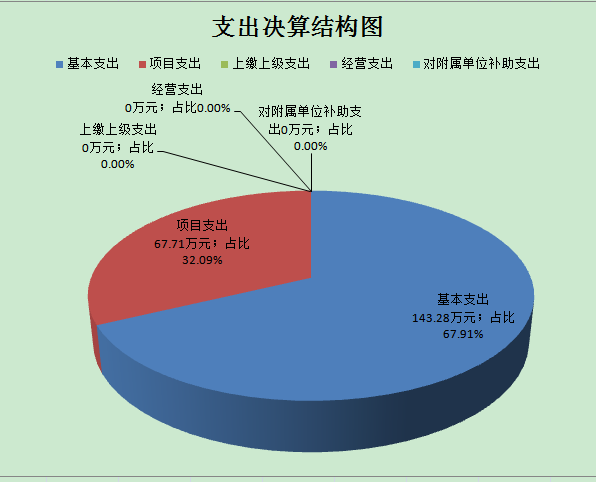 支出决算结构图
基本支出 项目支出 上缴上级支出 经营支出 对附属单位补助支出
经营支出
0万元；占比0.00%
对附属单位补助支
出0万元；占比
0.00%
上缴上级支出
0万元；占比
0.00%
项目支出
67.71万元；占比
32.09%
基本支出
143.28万元；占比
67.91%